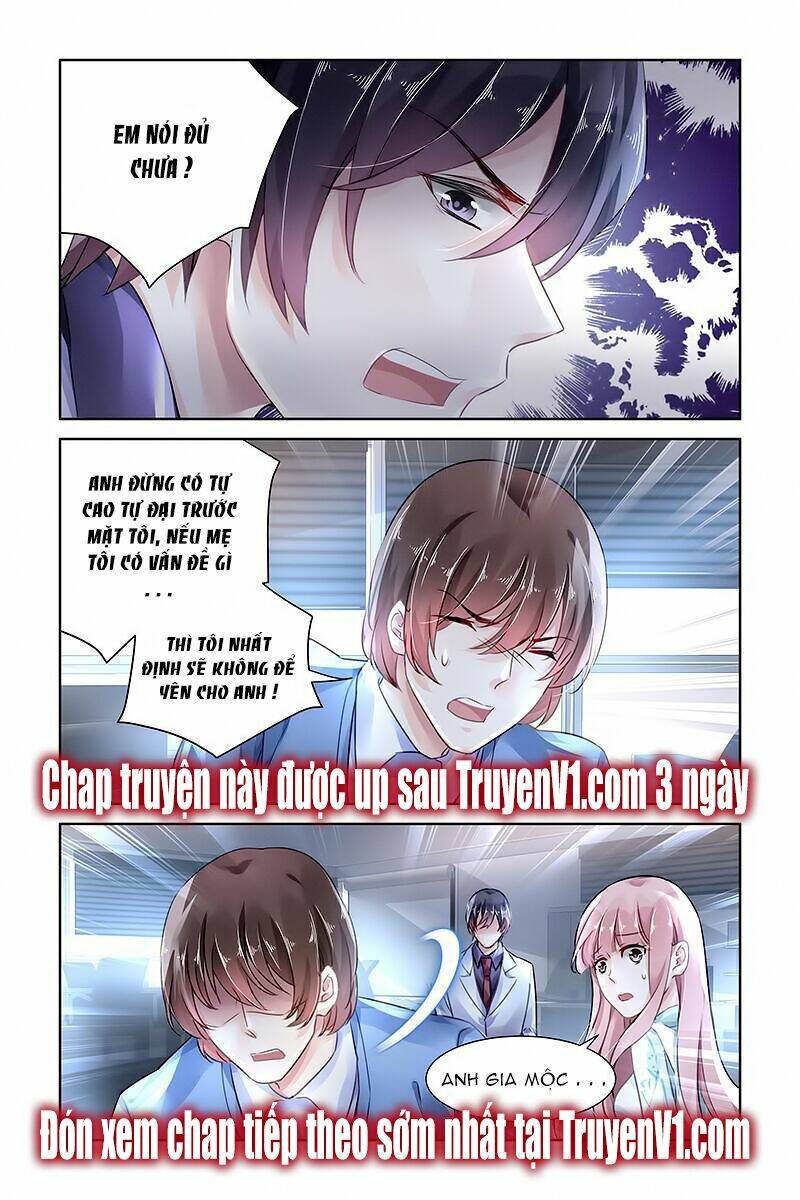 EM NÓI ĐỦ
CHƯA ?
ANH ĐỪNG CÓ TỰ
CAO TỰ ĐẠI TRƯỚC
MẶT TÔI, NẾU MẸ
TÔI CÓ VẤN ĐỀ GÌ
. . .
THÌ TÔI NHẤT
ĐỊNH SẼ KHÔNG ĐỂ
YÊN CHO ANH !
Chap truyện này được up sau TruyenV1.com 3 ngày
ANH GIA MỘC . . .
Đón xem chap tiếp theo sớm nhất tại TruyenV1.com